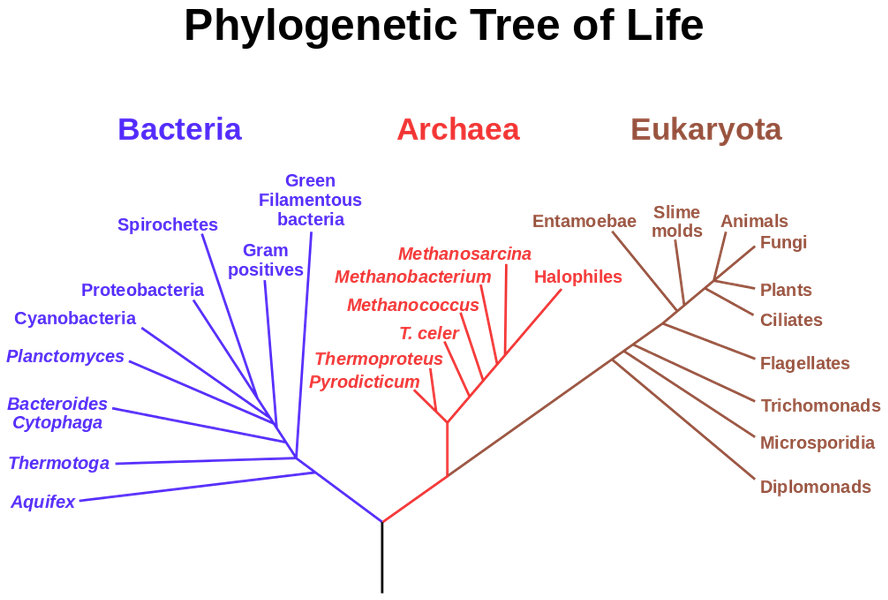 Phylogenetic Tree of Life
Bacteria
Archaea
Eukaryota
Green
Filamentous
bacteria
Spirochetes
Gram
positives
Proteobacteria
Cyanobacteria
Planctomyces
Bacteroides
Cytophaga
Thermotoga
Aquifex
Methanosarcina
Methanobacterium
Halophiles
Methanococcus
T. celer
Thermoproteus
Pyrodicticum
Entamoebae
Slime
molds
Animals
Fungi
Plants
Ciliates
Flagellates
Trichomonads
Microsporidia
Diplomonads